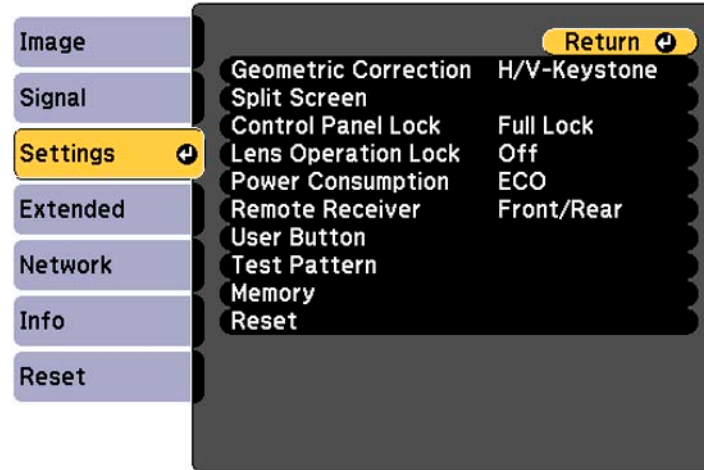 Image
Signal
Settings
Extended
Network
Info
Reset
Return
Geometric Correction H/V-Keystone
Split Screen
Control Panel Lock Full Lock
Lens Operation Lock Off
Power Consumption ECO
Remote Receiver Front/Rear
User Button
Test Pattern
Memory
Reset